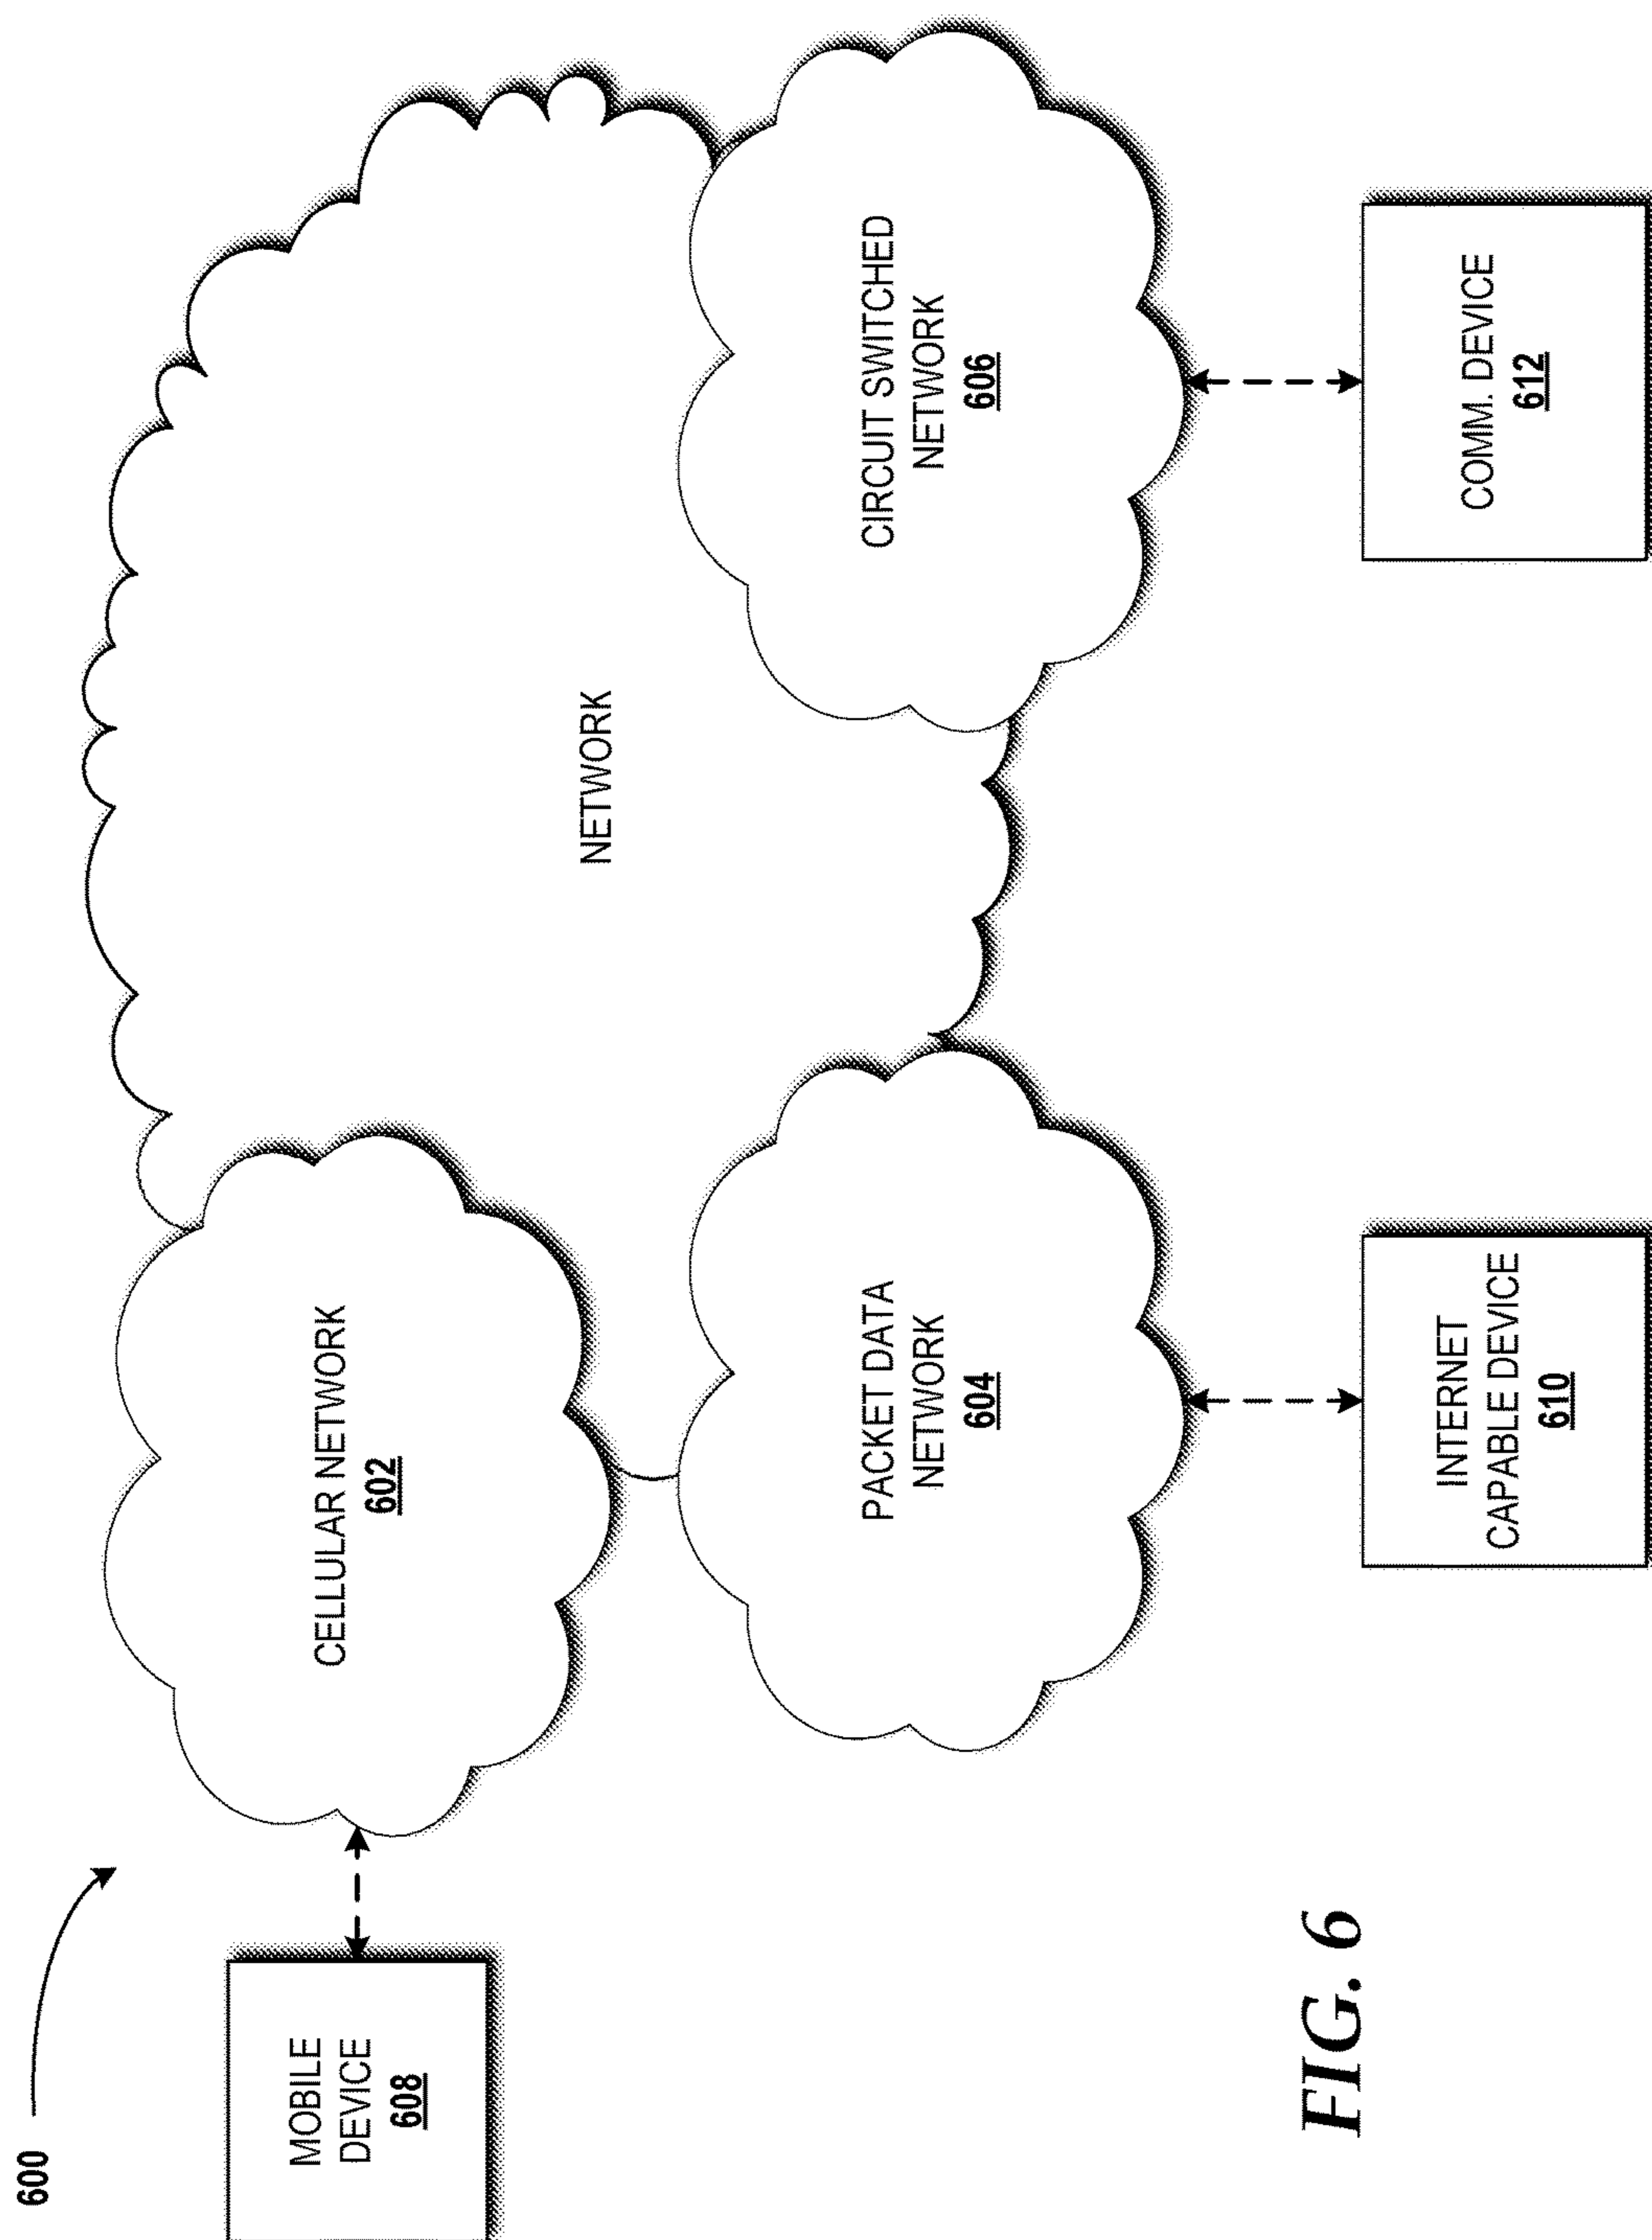 600
MOBILE
DEVICE
608
CELLULAR NETWORK
602
NETWORK
PACKET DATA
NETWORK
604
CIRCUIT SWITCHED
NETWORK
606
INTERNET
CAPABLE DEVICE
610
COMM. DEVICE
612
FIG. 6